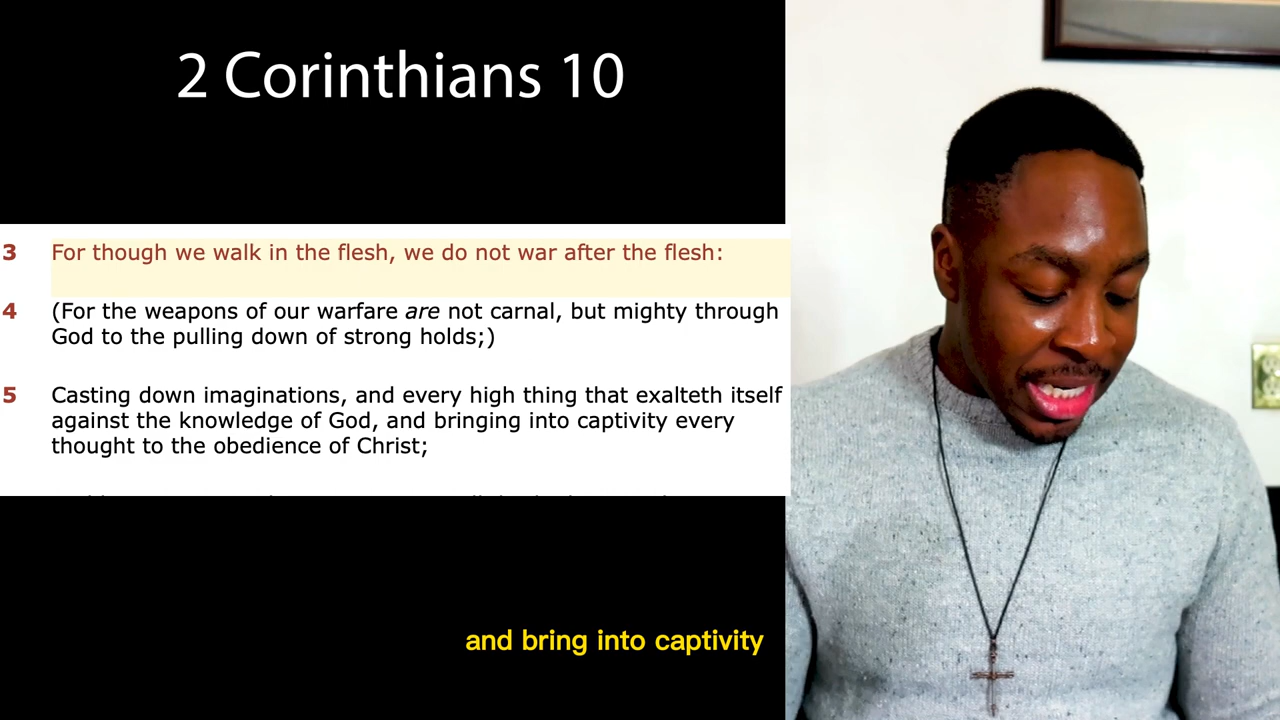 2 Corinthians 10
3 For though we walk in the flesh, we do not war after the flesh:
4 (For the weapons of our warfare are not carnal, but mighty through
God to the pulling down of strong holds;)
5 Casting down imaginations, and every high thing that exalteth itself
against the knowledge of God, and bringing into captivity every
thought to the obedience of Christ;
and bring into captivity